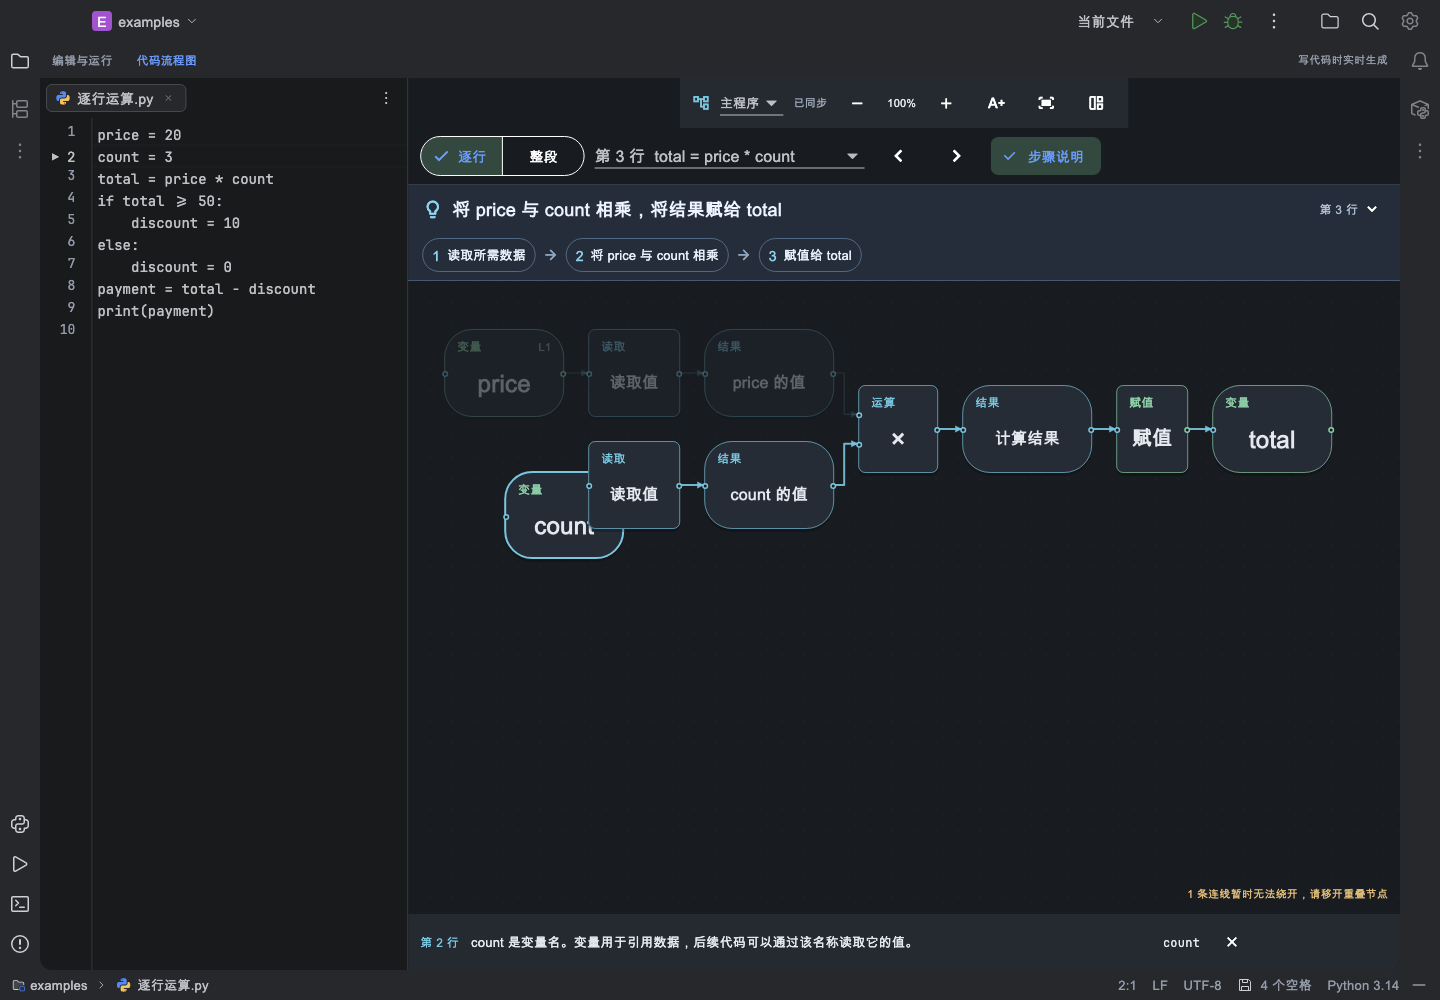 E examples
当前文件
编辑与运行 代码流程图
写代码时实时生成
逐行运算.py
主程序 已同步 − 100% + A+
1 price = 20
2 count = 3
3 total = price * count
4 if total >= 50:
5 discount = 10
6 else:
7 discount = 0
8 payment = total - discount
9 print(payment)
10
逐行 整段 第 3 行 total = price * count 步骤说明
将 price 与 count 相乘，将结果赋给 total
第 3 行
1 读取所需数据 → 2 将 price 与 count 相乘 → 3 赋值给 total
变量 L1
price
读取
读取值
结果
price 的值
变量
count
读取
读取值
结果
count 的值
运算
×
结果
计算结果
赋值
赋值
变量
total
1 条连线暂时无法绕开，请移开重叠节点
第 2 行 count 是变量名。变量用于引用数据，后续代码可以通过该名称读取它的值。
count
examples 逐行运算.py
2:1 LF UTF-8 4 个空格 Python 3.14